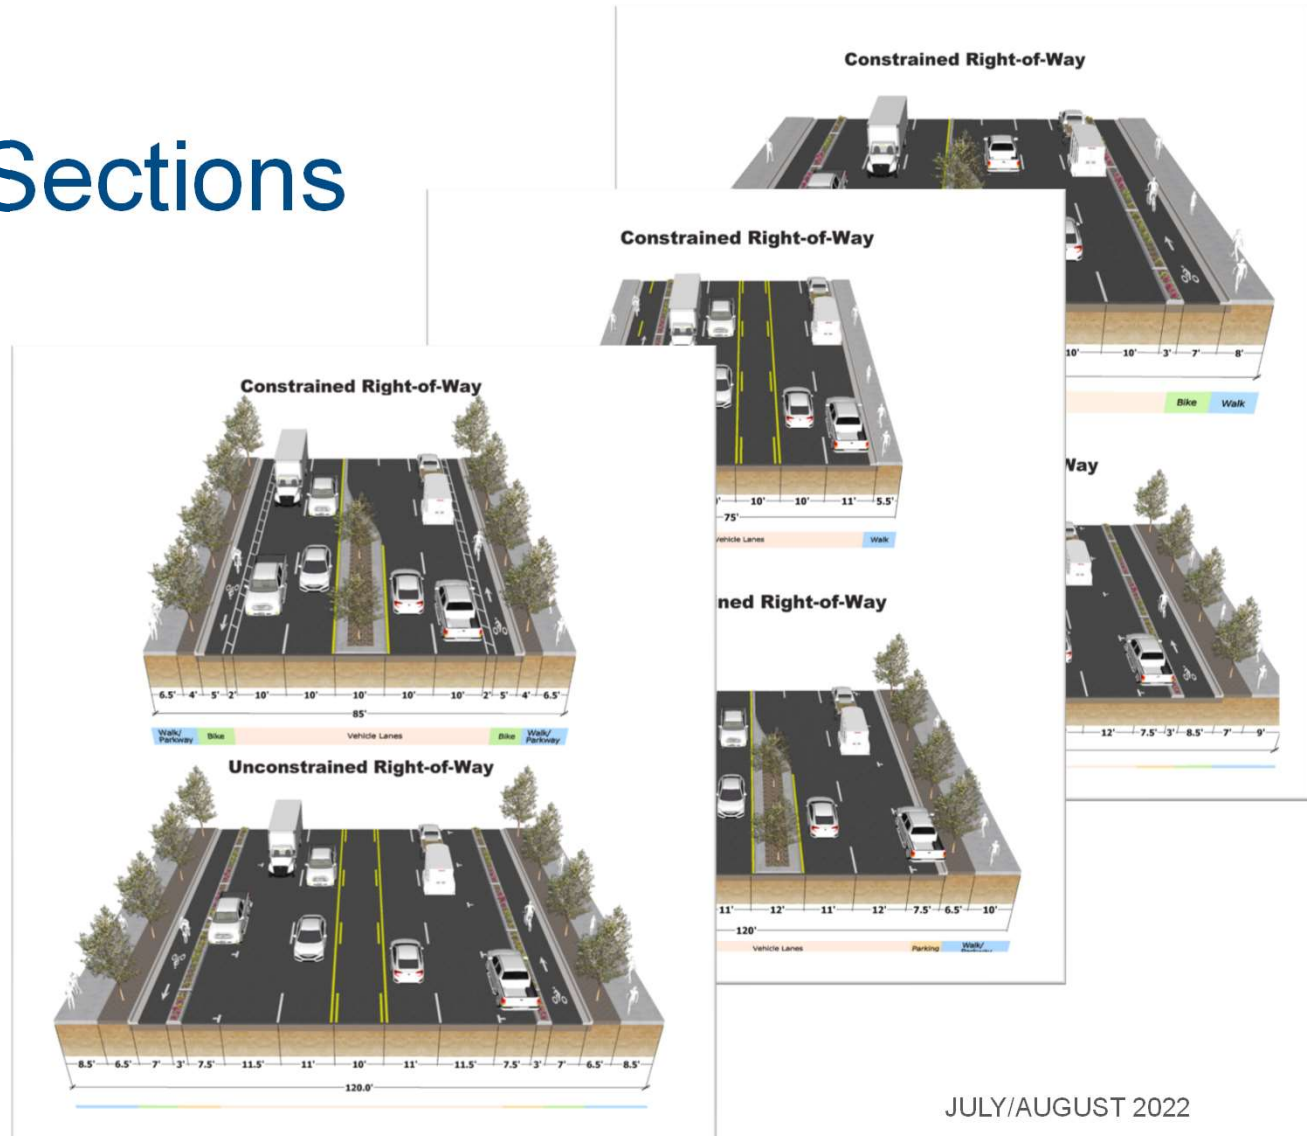 Sections
Constrained Right-of-Way
10' 10' 3' 7' 8'
Bike Walk
Way
12' 7.5' 3' 8.5' 7' 9'
Constrained Right-of-Way
10' 10' 11' 5.5'
75'
Vehicle Lanes Walk
ned Right-of-Way
11' 12' 11' 12' 7.5' 6.5' 10'
120'
Vehicle Lanes Parking Walk/
Constrained Right-of-Way
6.5' 4' 5' 2' 10' 10' 10' 10' 10' 2' 5' 4' 6.5'
85'
Walk/ Parkway Bike Vehicle Lanes Bike Walk/ Parkway
Unconstrained Right-of-Way
8.5' 6.5' 7' 3' 7.5' 11.5' 11' 10' 11' 11.5' 7.5' 3' 7' 6.5' 8.5'
120.0'
JULY/AUGUST 2022